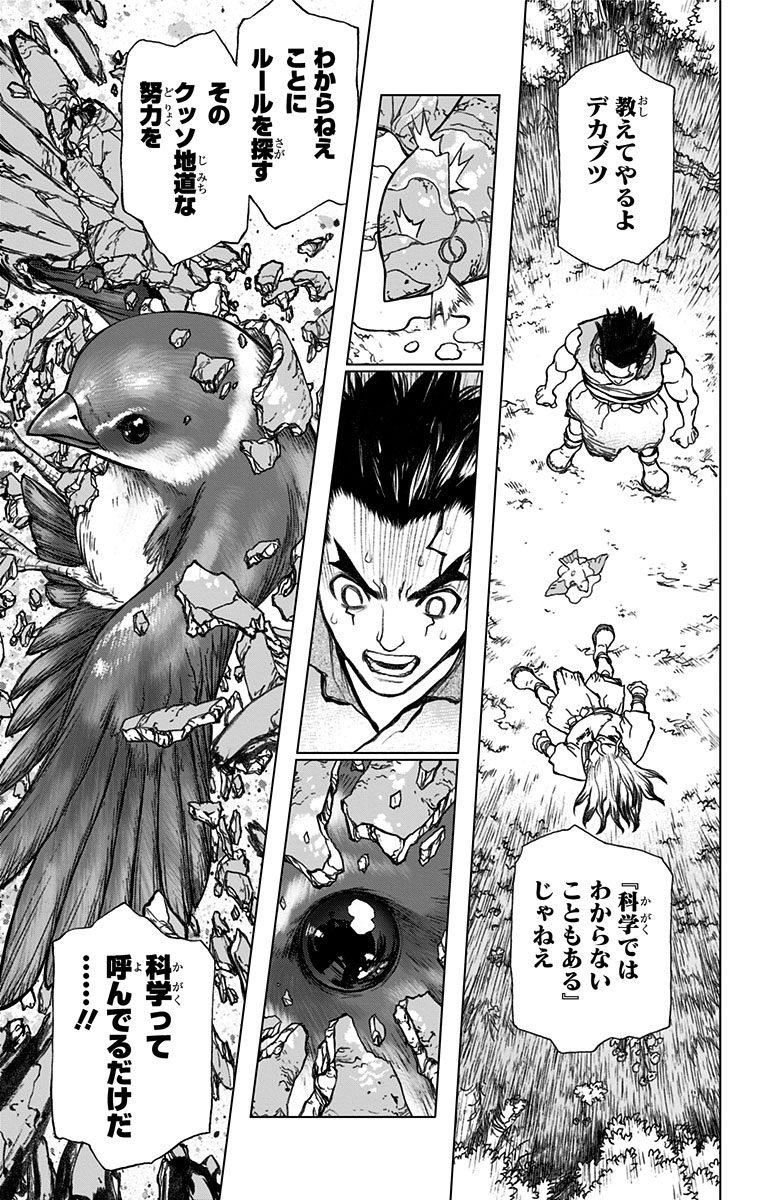 教えてやるよ
デカブツ
『科学では
わからない
こともある』
じゃねえ
わからねえ
ことに
ルールを探す
その
クッソ地道な
努力を
科学って
呼んでるだけだ
……!!